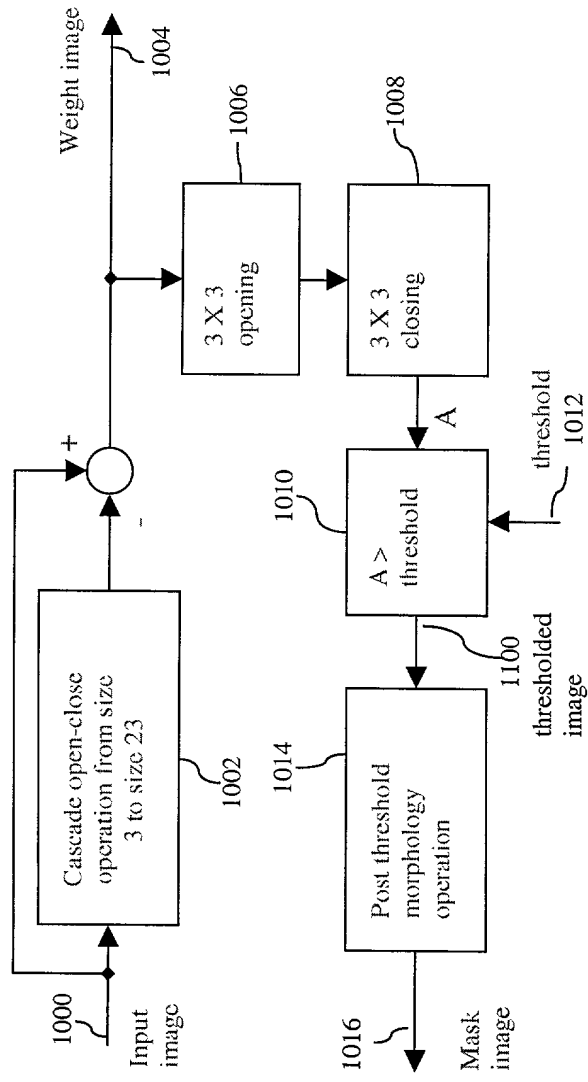 1000
Input
image
Cascade open-close
operation from size
3 to size 23
1002
+
-
Weight image
1004
3 X 3
opening
1006
3 X 3
closing
1008
A
A >
threshold
1010
threshold
1012
1100
thresholded
image
Post threshold
morphology
operation
1014
1016
Mask
image